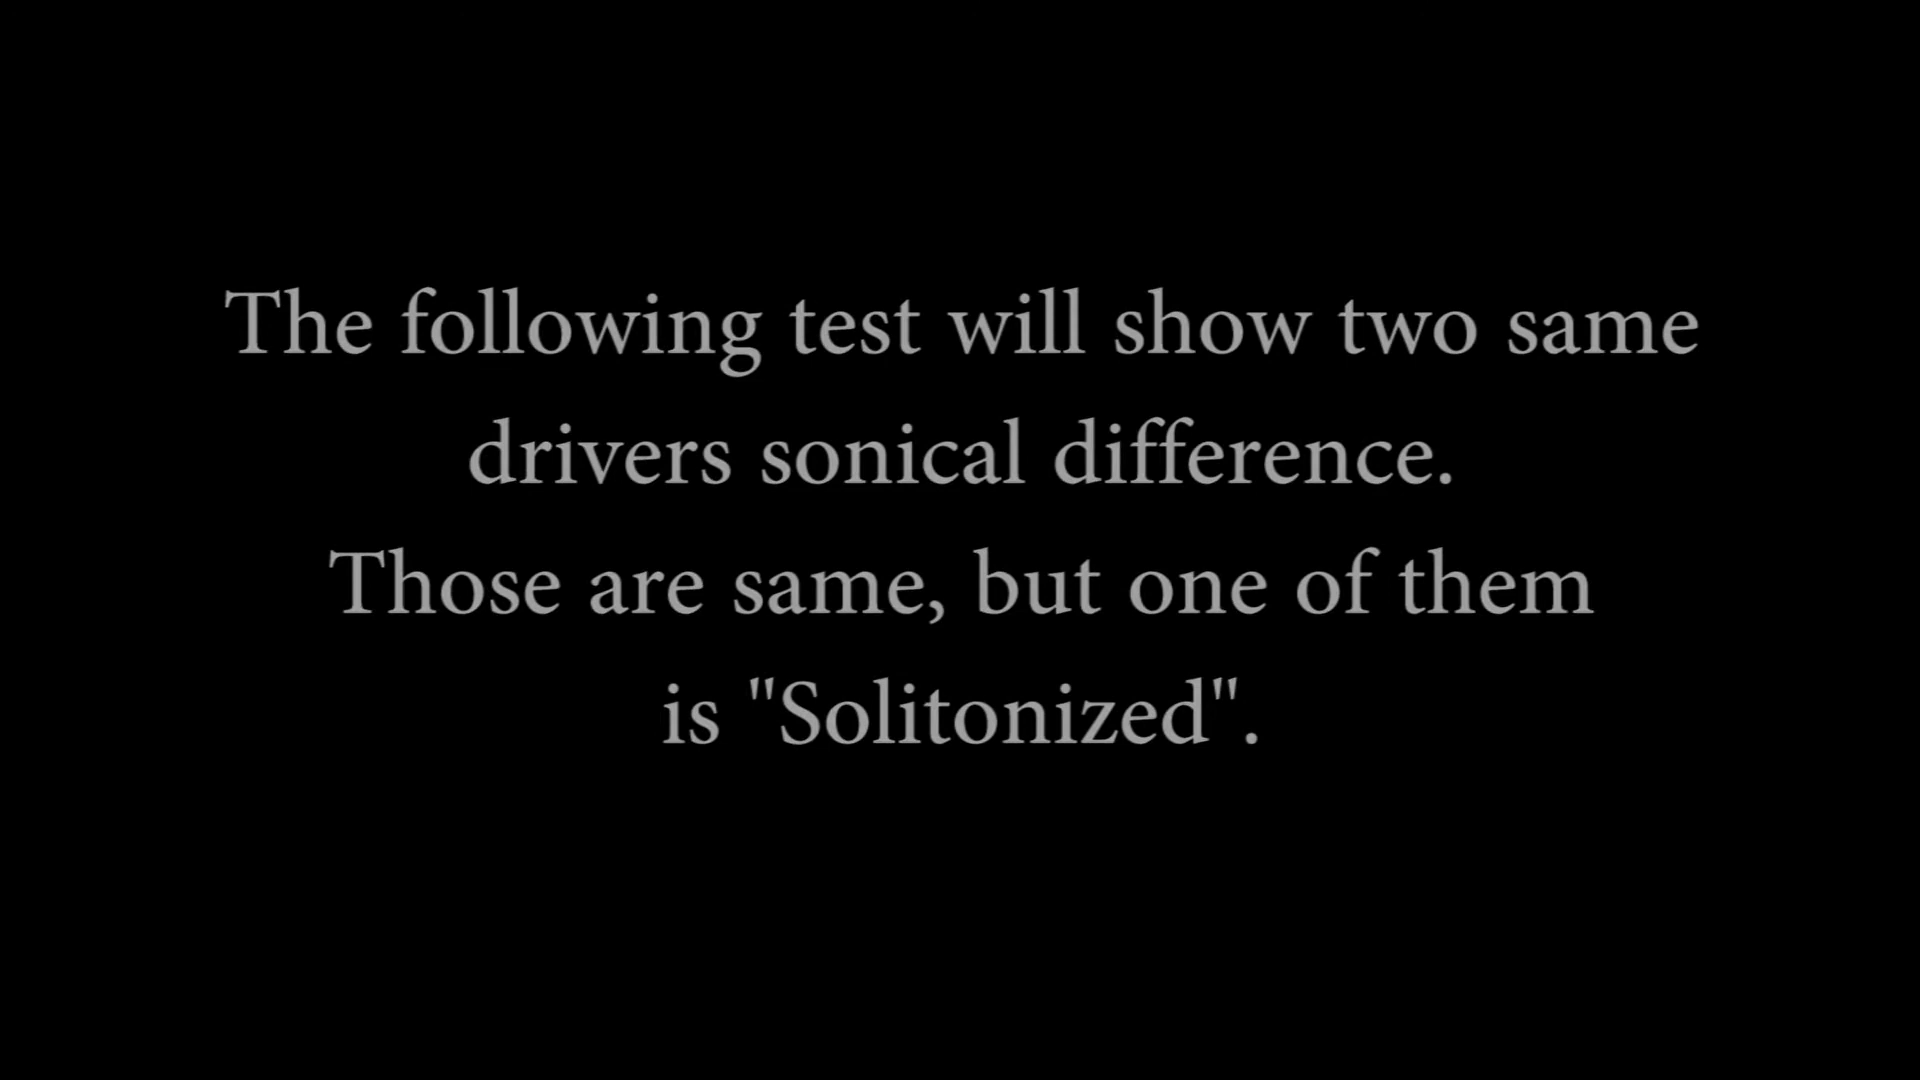 The following test will show two same
drivers sonical difference.
Those are same, but one of them
is "Solitonized".